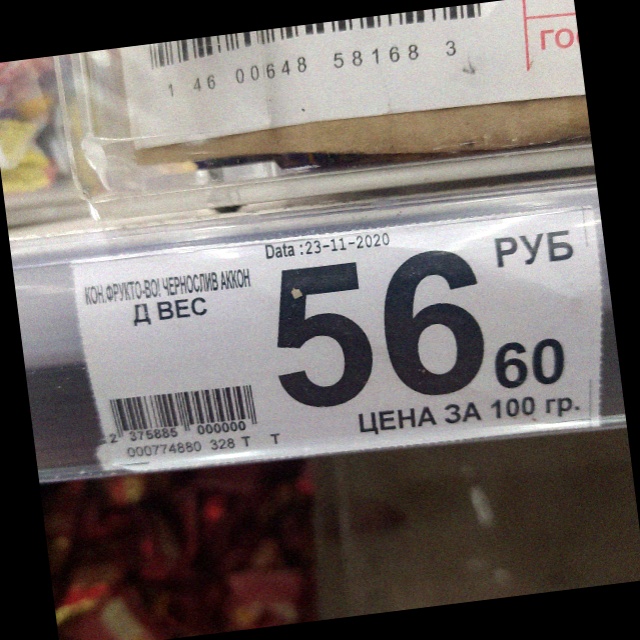 1 46 00648 58168 3
ГОС
Data :23-11-2020
КОН.ФРУКТО-ВО! ЧЕРНОСЛИВ АККОН
Д ВЕС
56 60 РУБ
ЦЕНА ЗА 100 гр.
2 375885 000000
000774880 328 Т Т